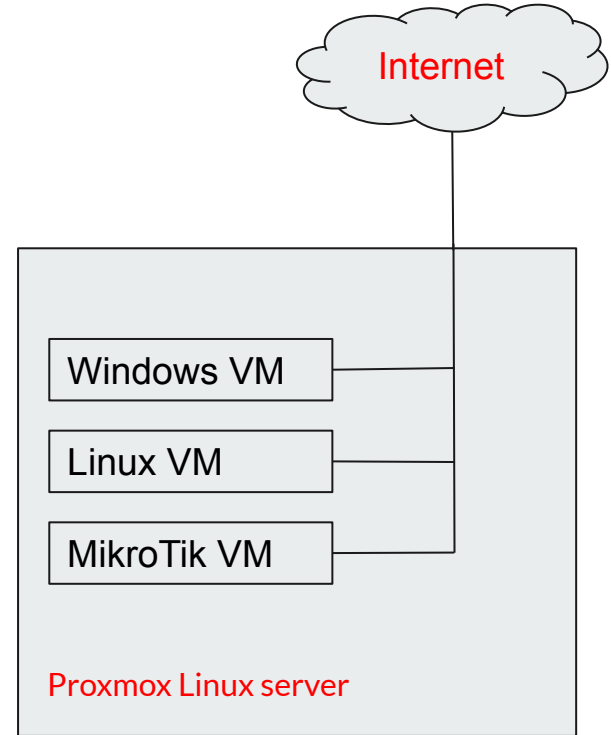 Internet
Windows VM
Linux VM
MikroTik VM
Proxmox Linux server